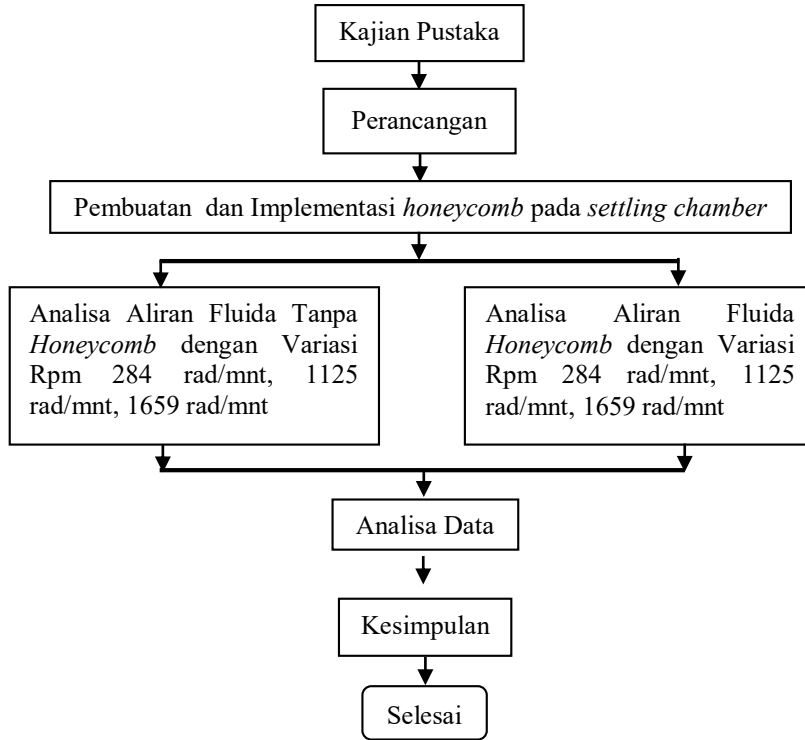 Kajian Pustaka
Perancangan
Pembuatan dan Implementasi honeycomb pada settling chamber
Analisa Aliran Fluida Tanpa
Honeycomb dengan Variasi
Rpm 284 rad/mnt, 1125
rad/mnt, 1659 rad/mnt
Analisa Aliran Fluida
Honeycomb dengan Variasi
Rpm 284 rad/mnt, 1125
rad/mnt, 1659 rad/mnt
Analisa Data
Kesimpulan
Selesai